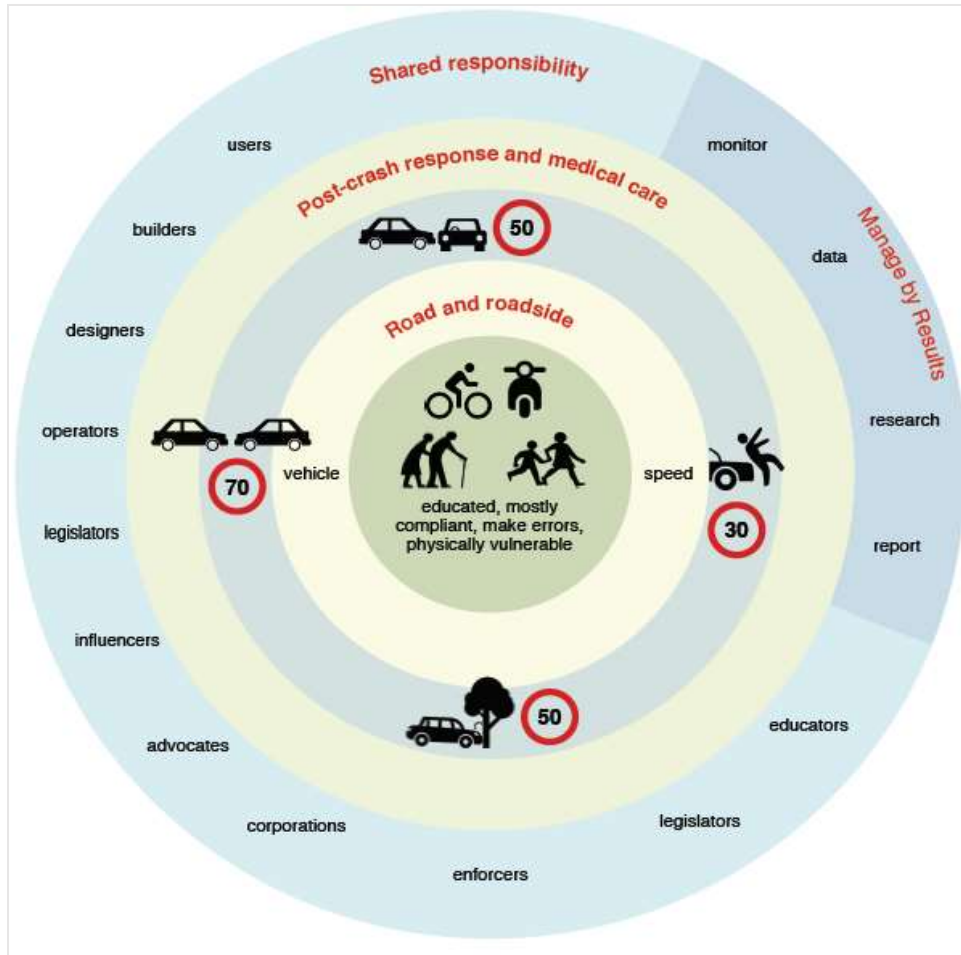 Shared responsibility
users
monitor
Post-crash response and medical care
Manage by Results
builders
50
data
designers
Road and roadside
operators
research
vehicle
speed
70
educated, mostly
compliant, make errors,
physically vulnerable
30
legislators
report
influencers
50
educators
advocates
corporations
legislators
enforcers